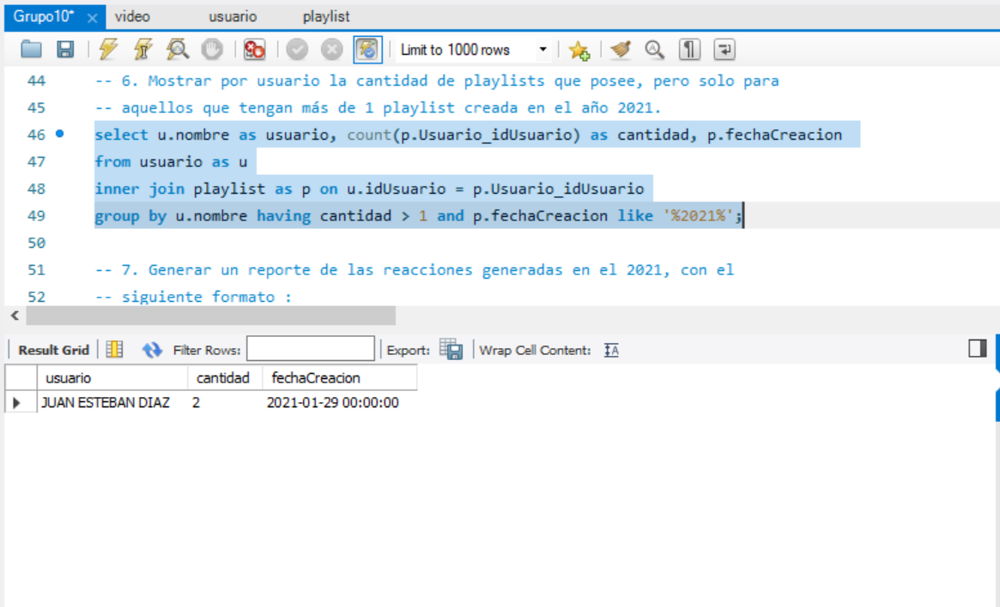 Grupo10* video usuario playlist
Limit to 1000 rows
44 -- 6. Mostrar por usuario la cantidad de playlists que posee, pero solo para
45 -- aquellos que tengan más de 1 playlist creada en el año 2021.
46 select u.nombre as usuario, count(p.Usuario_idUsuario) as cantidad, p.fechaCreacion
47 from usuario as u
48 inner join playlist as p on u.idUsuario = p.Usuario_idUsuario
49 group by u.nombre having cantidad > 1 and p.fechaCreacion like '%2021%';
50
51 -- 7. Generar un reporte de las reacciones generadas en el 2021, con el
52 -- siguiente formato :
Result Grid Filter Rows: Export: Wrap Cell Content:
usuario cantidad fechaCreacion
JUAN ESTEBAN DIAZ 2 2021-01-29 00:00:00